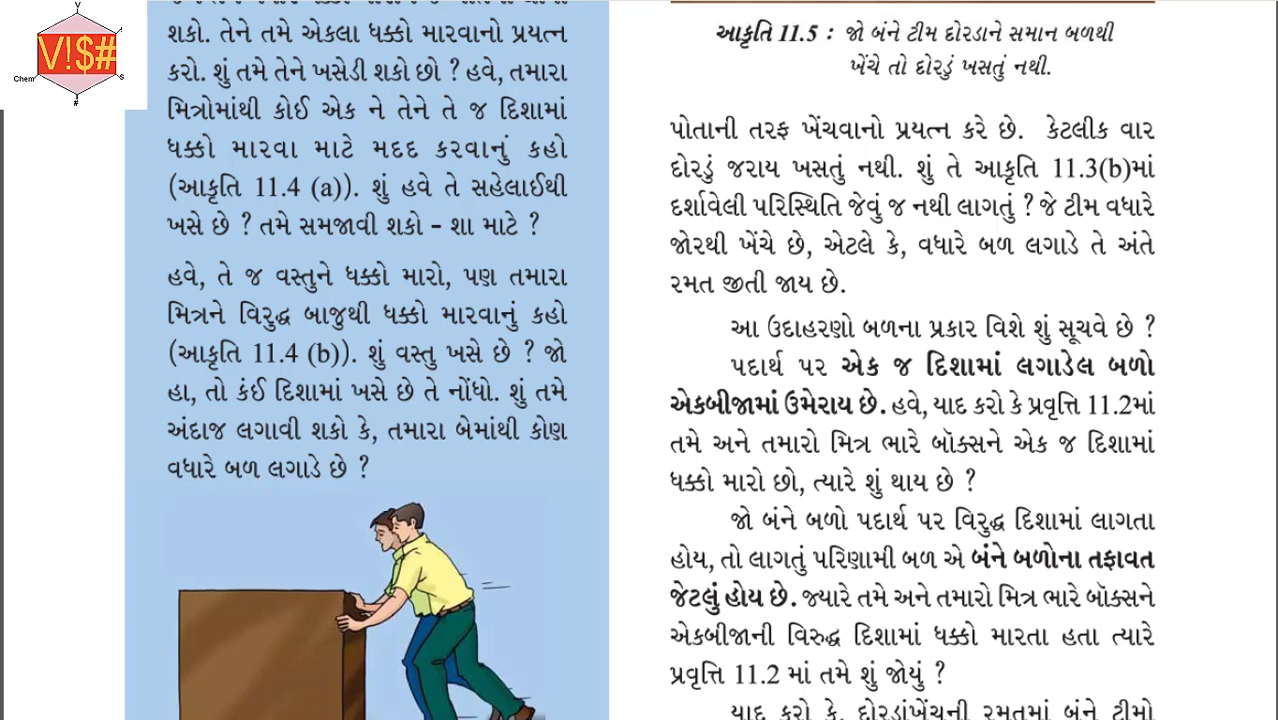 Y
V!$#
Chem
S
#
શકો. તેને તમે એકલા ધક્કો મારવાનો પ્રયત્ન
કરો. શું તમે તેને ખસેડી શકો છો ? હવે, તમારા
મિત્રોમાંથી કોઈ એક ને તેને તે જ દિશામાં
ધક્કો મારવા માટે મદદ કરવાનું કહો
(આકૃતિ 11.4 (a)). શું હવે તે સહેલાઈથી
ખસે છે ? તમે સમજાવી શકો - શા માટે ?
હવે, તે જ વસ્તુને ધક્કો મારો, પણ તમારા
મિત્રને વિરુદ્ધ બાજુથી ધક્કો મારવાનું કહો
(આકૃતિ 11.4 (b)). શું વસ્તુ ખસે છે ? જો
હા, તો કંઈ દિશામાં ખસે છે તે નોંધો. શું તમે
અંદાજ લગાવી શકો કે, તમારા બેમાંથી કોણ
વધારે બળ લગાડે છે ?
આકૃતિ 11.5 : જો બંને ટીમ દોરડાને સમાન બળથી
ખેંચે તો દોરડું ખસતું નથી.
પોતાની તરફ ખેંચવાનો પ્રયત્ન કરે છે. કેટલીક વાર
દોરડું જરાય ખસતું નથી. શું તે આકૃતિ 11.3(b)માં
દર્શાવેલી પરિસ્થિતિ જેવું જ નથી લાગતું ? જે ટીમ વધારે
જોરથી ખેંચે છે, એટલે કે, વધારે બળ લગાડે તે અંતે
રમત જીતી જાય છે.
આ ઉદાહરણો બળના પ્રકાર વિશે શું સૂચવે છે ?
પદાર્થ પર એક જ દિશામાં લગાડેલ બળો
એકબીજામાં ઉમેરાય છે. હવે, યાદ કરો કે પ્રવૃત્તિ 11.2માં
તમે અને તમારો મિત્ર ભારે બૉક્સને એક જ દિશામાં
ધક્કો મારો છો, ત્યારે શું થાય છે ?
જો બંને બળો પદાર્થ પર વિરુદ્ધ દિશામાં લાગતા
હોય, તો લાગતું પરિણામી બળ એ બંને બળોના તફાવત
જેટલું હોય છે. જ્યારે તમે અને તમારો મિત્ર ભારે બૉક્સને
એકબીજાની વિરુદ્ધ દિશામાં ધક્કો મારતા હતા ત્યારે
પ્રવૃત્તિ 11.2 માં તમે શું જોયું ?
યાદ કરો કે, દોરડાંખેંચની રમતમાં બંને ટીમો